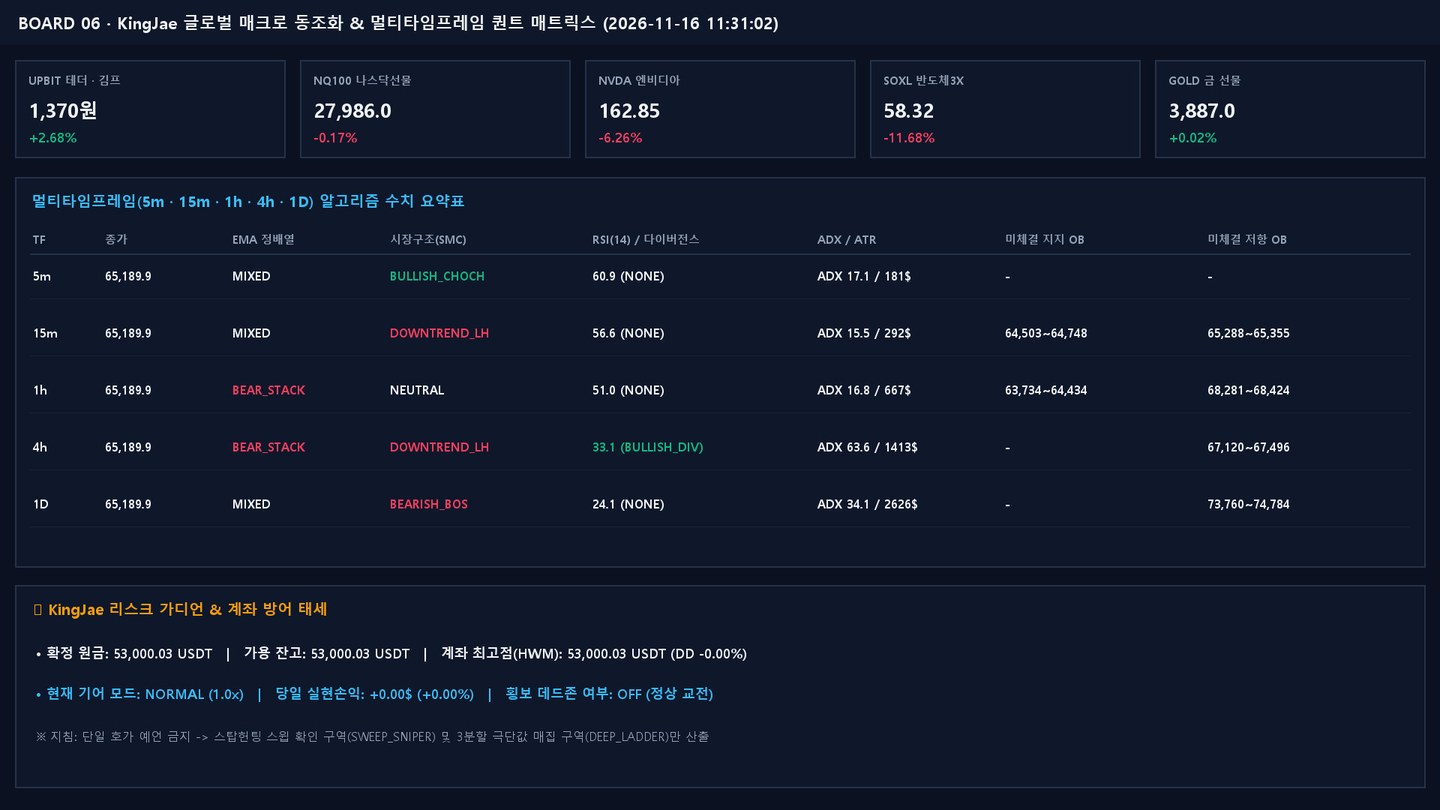 BOARD 06 · KingJae 글로벌 매크로 동조화 & 멀티타임프레임 퀀트 매트릭스 (2026-11-16 11:31:02)
UPBIT 테더 · 김프 NQ100 나스닥선물 NVDA 엔비디아 SOXL 반도체3X GOLD 금 선물
1,370원 27,986.0 162.85 58.32 3,887.0
+2.68% -0.17% -6.26% -11.68% +0.02%
멀티타임프레임(5m · 15m · 1h · 4h · 1D) 알고리즘 수치 요약표
TF 종가 EMA 정배열 시장구조(SMC) RSI(14) / 다이버전스 ADX / ATR 미체결 지지 OB 미체결 저항 OB
5m 65,189.9 MIXED BULLISH_CHOCH 60.9 (NONE) ADX 17.1 / 181$ - -
15m 65,189.9 MIXED DOWNTREND_LH 56.6 (NONE) ADX 15.5 / 292$ 64,503~64,748 65,288~65,355
1h 65,189.9 BEAR_STACK NEUTRAL 51.0 (NONE) ADX 16.8 / 667$ 63,734~64,434 68,281~68,424
4h 65,189.9 BEAR_STACK DOWNTREND_LH 33.1 (BULLISH_DIV) ADX 63.6 / 1413$ - 67,120~67,496
1D 65,189.9 MIXED BEARISH_BOS 24.1 (NONE) ADX 34.1 / 2626$ - 73,760~74,784
KingJae 리스크 가디언 & 계좌 방어 태세
• 확정 원금: 53,000.03 USDT | 가용 잔고: 53,000.03 USDT | 계좌 최고점(HWM): 53,000.03 USDT (DD -0.00%)
• 현재 기어 모드: NORMAL (1.0x) | 당일 실현손익: +0.00$ (+0.00%) | 횡보 데드존 여부: OFF (정상 교전)
※ 지침: 단일 호가 예언 금지 -> 스탑헌팅 스윕 확인 구역(SWEEP_SNIPER) 및 3분할 극단값 매집 구역(DEEP_LADDER)만 산출